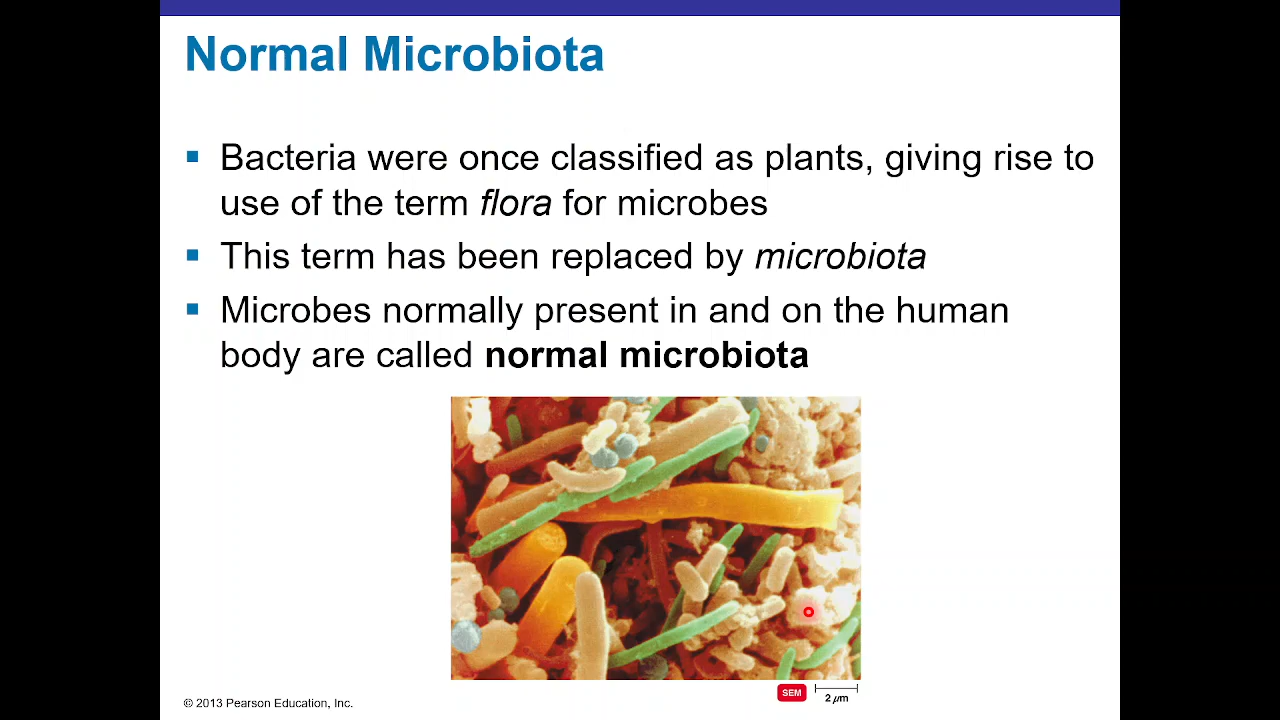 Normal Microbiota
Bacteria were once classified as plants, giving rise to
use of the term flora for microbes
This term has been replaced by microbiota
Microbes normally present in and on the human
body are called normal microbiota
SEM
2 μm
© 2013 Pearson Education, Inc.